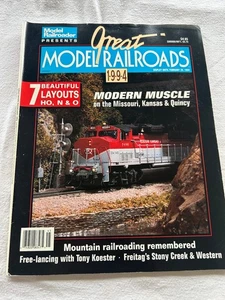 Model
Railroader
PRESENTS
Great
MODEL RAILROADS
1994
7 BEAUTIFUL
LAYOUTS
HO, N & O
MODERN MUSCLE
on the Missouri, Kansas & Quincy
Mountain railroading remembered
Free-lancing with Tony Koester • Freitag's Stony Creek & Western